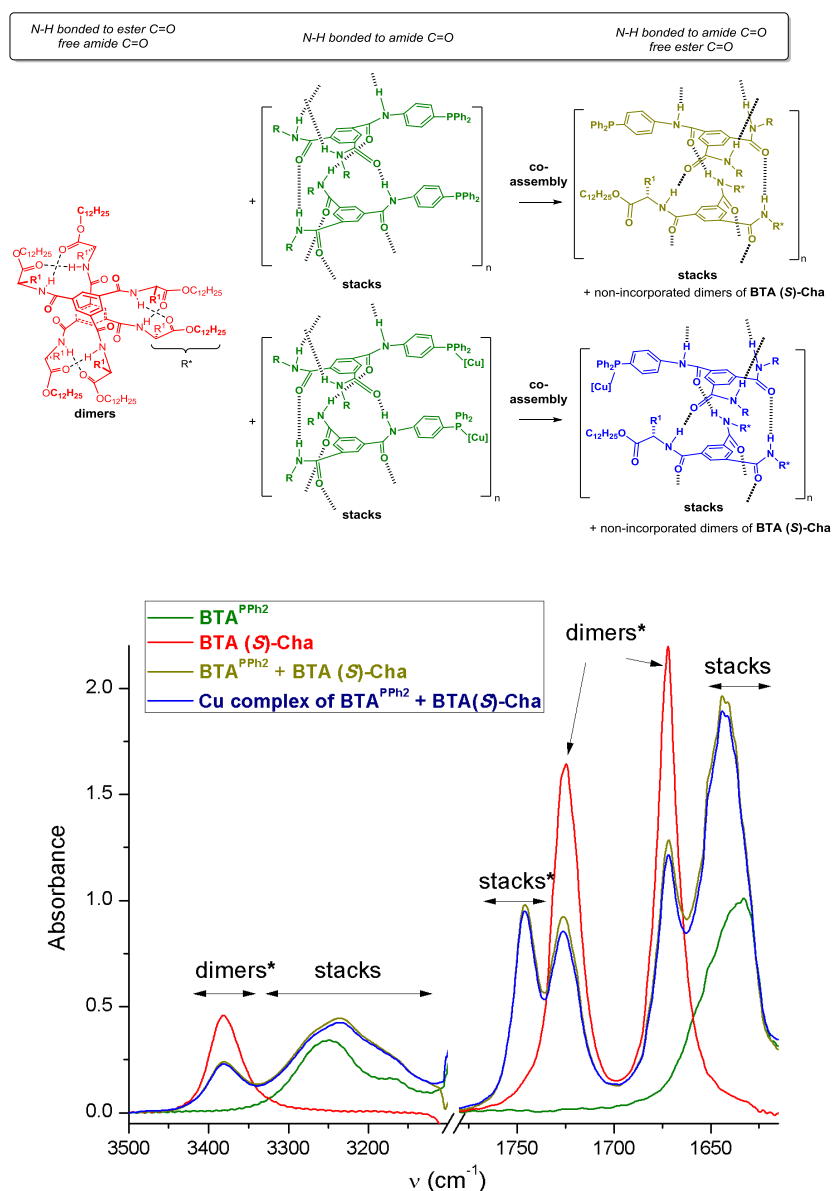 N-H bonded to ester C=O
free amide C=O
N-H bonded to amide C=O
N-H bonded to amide C=O
free ester C=O
dimers
R*
+
stacks
n
co-
assembly
stacks
n
+ non-incorporated dimers of BTA (S)-Cha
+
stacks
n
co-
assembly
stacks
n
+ non-incorporated dimers of BTA (S)-Cha
BTA^PPh2
BTA (S)-Cha
BTA^PPh2 + BTA (S)-Cha
Cu complex of BTA^PPh2 + BTA(S)-Cha
dimers*
stacks
stacks*
dimers*
stacks
Absorbance
2.0
1.5
1.0
0.5
0.0
3500 3400 3300 3200 1750 1700 1650
ν (cm⁻¹)